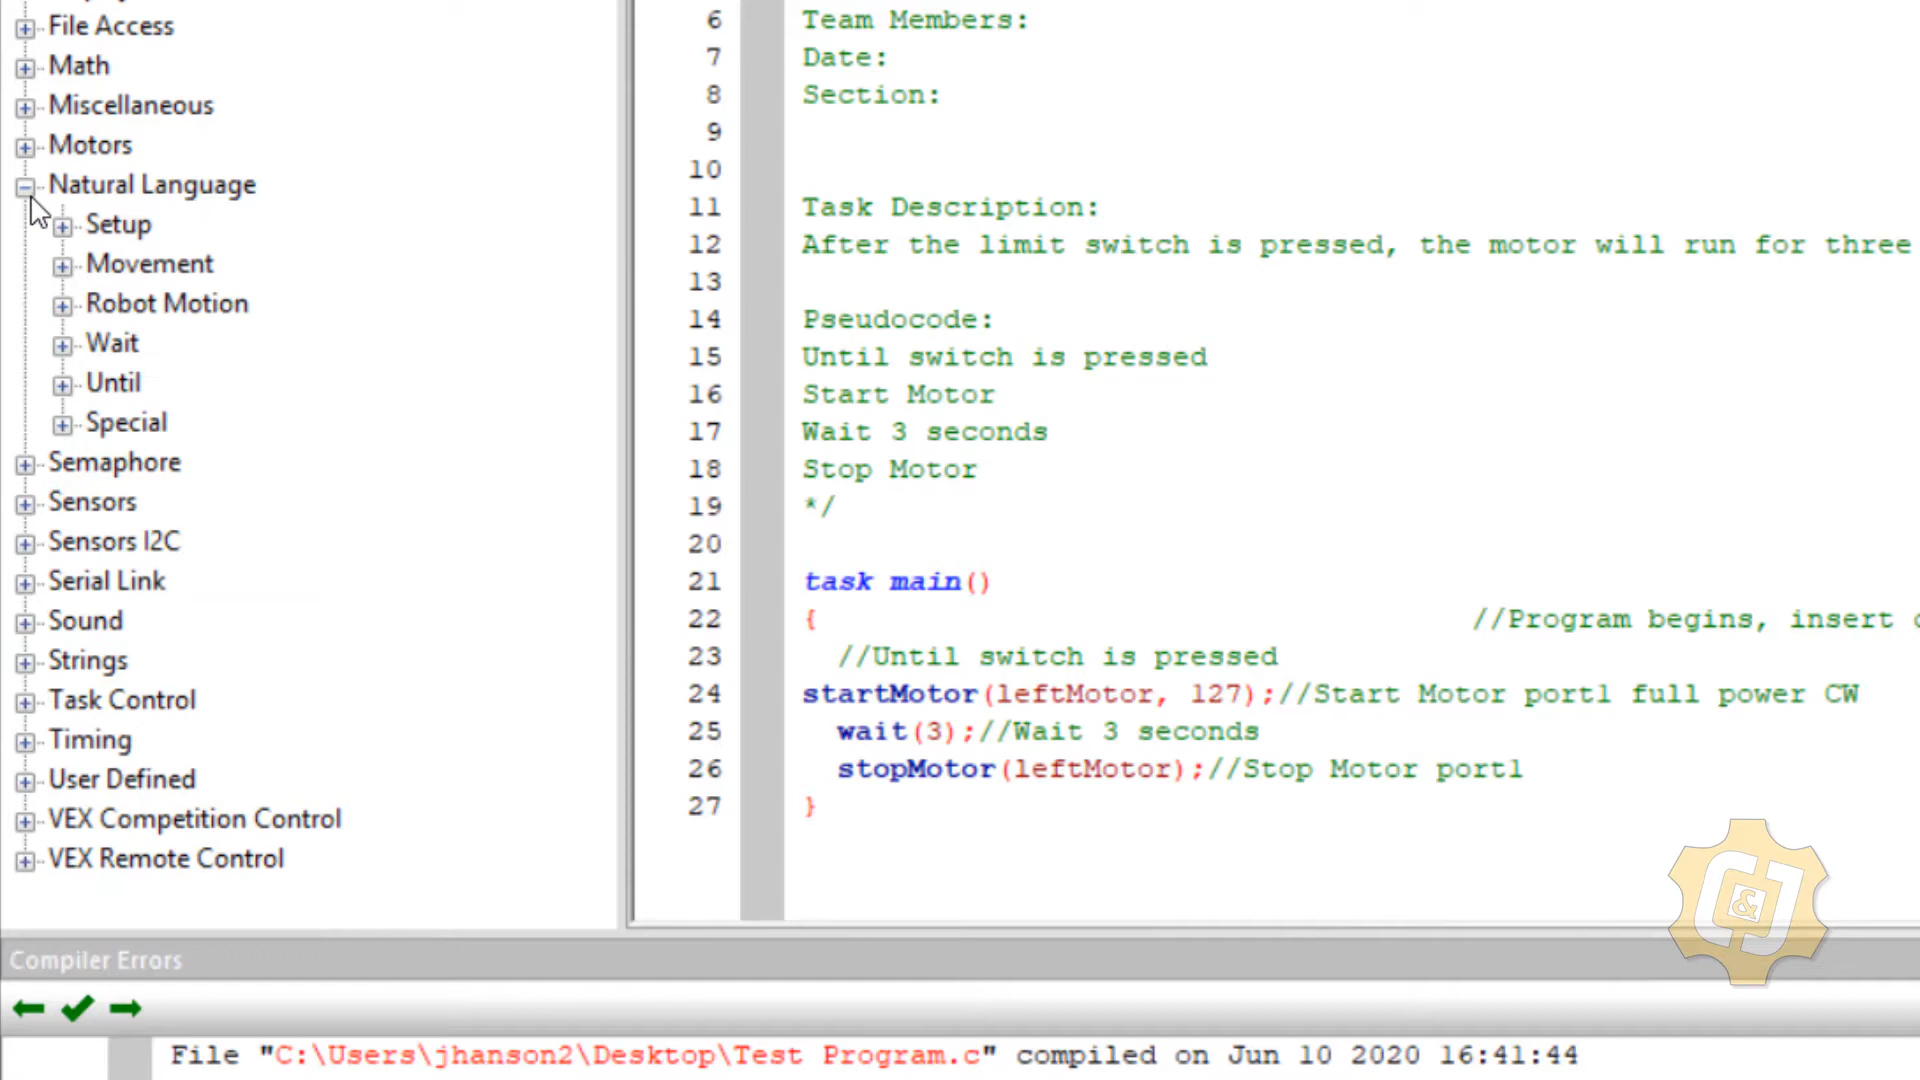 File Access
Math
Miscellaneous
Motors
Natural Language
Setup
Movement
Robot Motion
Wait
Until
Special
Semaphore
Sensors
Sensors I2C
Serial Link
Sound
Strings
Task Control
Timing
User Defined
VEX Competition Control
VEX Remote Control
6 Team Members:
7 Date:
8 Section:
9
10
11 Task Description:
12 After the limit switch is pressed, the motor will run for three
13
14 Pseudocode:
15 Until switch is pressed
16 Start Motor
17 Wait 3 seconds
18 Stop Motor
19 */
20
21 task main()
22 { //Program begins, insert
23 //Until switch is pressed
24 startMotor(leftMotor, 127);//Start Motor port1 full power CW
25 wait(3);//Wait 3 seconds
26 stopMotor(leftMotor);//Stop Motor port1
27 }
C&J
Compiler Errors
File "C:\Users\jhanson2\Desktop\Test Program.c" compiled on Jun 10 2020 16:41:44